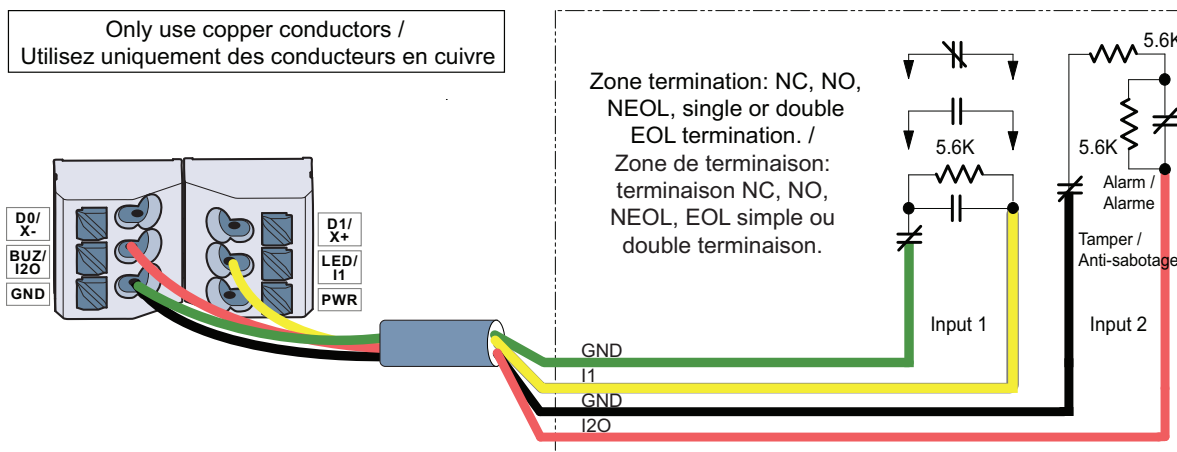 Only use copper conductors /
Utilisez uniquement des conducteurs en cuivre
Zone termination: NC, NO,
NEOL, single or double
EOL termination. /
Zone de terminaison:
terminaison NC, NO,
NEOL, EOL simple ou
double terminaison.
5.6K
5.6K
5.6K
Alarm /
Alarme
Tamper /
Anti-sabotage
Input 1
Input 2
D0/
X-
BUZ/
I2O
GND
D1/
X+
LED/
I1
PWR
GND
I1
GND
I2O